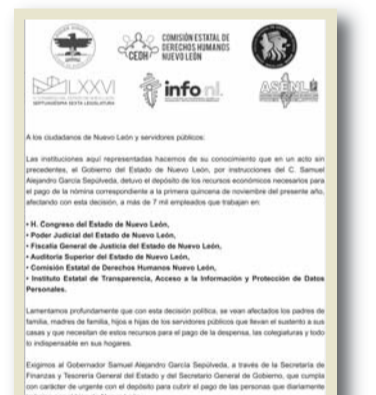 COMISIÓN ESTATAL DE
DERECHOS HUMANOS
NUEVO LEÓN
CEDH
LXXVI
SEPTUAGÉSIMA SEXTA LEGISLATURA
info nl.
ASENL
A los ciudadanos de Nuevo León y servidores públicos:
Las instituciones aquí representadas hacemos de su conocimiento que en un acto sin
precedentes, el Gobierno del Estado de Nuevo León, por instrucciones del C. Samuel
Alejandro García Sepúlveda, detuvo el depósito de los recursos económicos necesarios para
el pago de la nómina correspondiente a la primera quincena de noviembre del presente año,
afectando con esta decisión, a más de 7 mil empleados que trabajan en:
• H. Congreso del Estado de Nuevo León,
• Poder Judicial del Estado de Nuevo León,
• Fiscalía General de Justicia del Estado de Nuevo León,
• Auditoría Superior del Estado de Nuevo León,
• Comisión Estatal de Derechos Humanos Nuevo León,
• Instituto Estatal de Transparencia, Acceso a la Información y Protección de Datos
Personales.
Lamentamos profundamente que con esta decisión política, se vean afectados los padres de
familia, madres de familia, hijos e hijas de los servidores públicos que llevan el sustento a sus
casas y que necesitan de estos recursos para el pago de la despensa, las colegiaturas y todo
lo indispensable en sus hogares.
Exigimos al Gobernador Samuel Alejandro García Sepúlveda, a través de la Secretaría de
Finanzas y Tesorería General del Estado y del Secretario General de Gobierno, que cumpla
con carácter de urgente con el depósito para cubrir el pago de las personas que diariamente